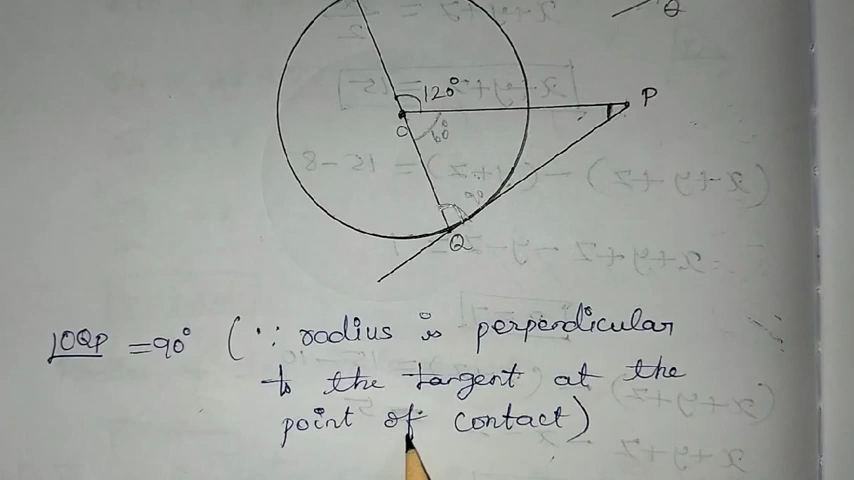 120°
P
O
60°
90°
Q
∠OQP = 90° (∵ radius is perpendicular
to the tangent at the
point of contact)